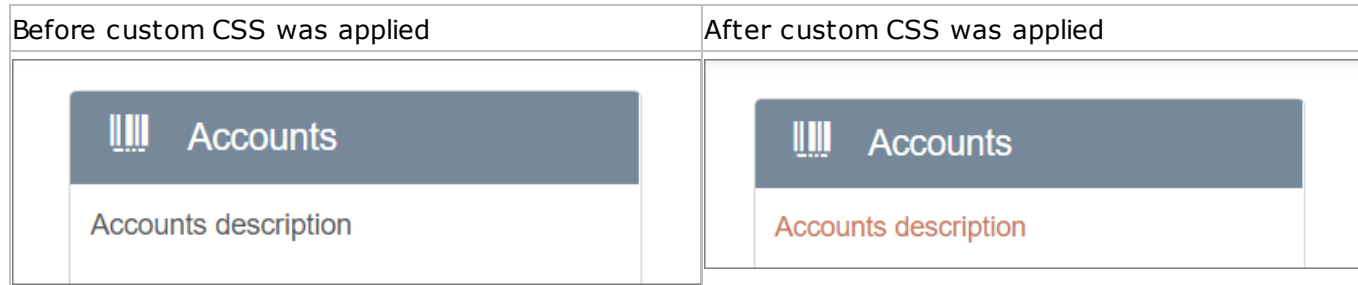 Before custom CSS was applied
After custom CSS was applied
Accounts
Accounts description
Accounts
Accounts description